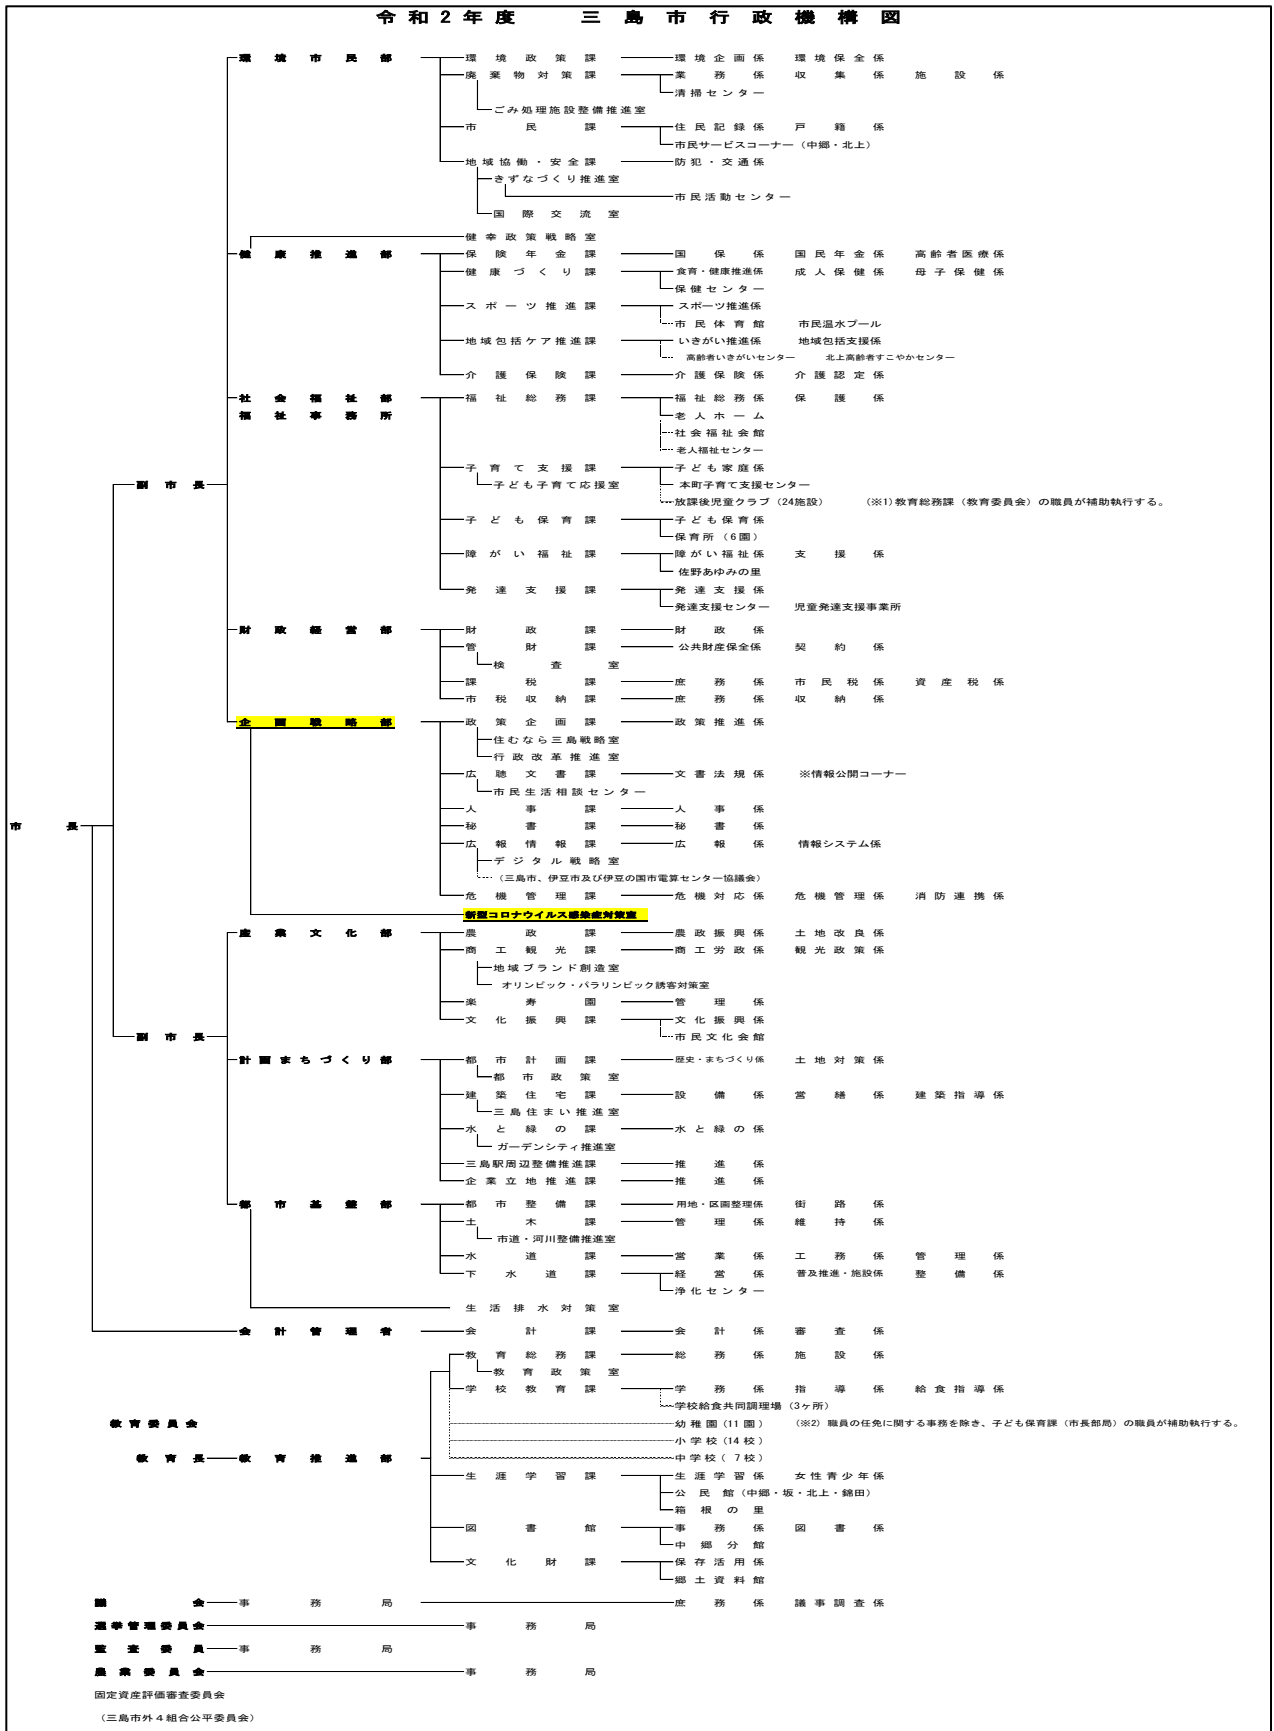 令和2年度 三島市行政機構図
環境市民部 環境政策課 環境企画係 環境保全係
廃棄物対策課 業務係 収集係 施設係
清掃センター
ごみ処理施設整備推進室
市民課 住民記録係 戸籍係
市民サービスコーナー（中郷・北上）
地域協働・安全課 防犯・交通係
きずなづくり推進室
市民活動センター
国際交流室
健幸政策戦略室
健康推進部 保険年金課 国保係 国民年金係 高齢者医療係
健康づくり課 食育・健康推進係 成人保健係 母子保健係
保健センター
スポーツ推進課 スポーツ推進係
市民体育館 市民温水プール
地域包括ケア推進課 いきがい推進係 地域包括支援係
高齢者いきがいセンター 北上高齢者すこやかセンター
介護保険課 介護保険係 介護認定係
社会福祉部 福祉総務課 福祉総務係 保護係
福祉事務所 老人ホーム
社会福祉会館
老人福祉センター
子育て支援課 子ども家庭係
副市長 子ども子育て応援室 本町子育て支援センター
放課後児童クラブ（24施設） （※1）教育総務課（教育委員会）の職員が補助執行する。
子ども保育課 子ども保育係
保育所（6園）
障がい福祉課 障がい福祉係 支援係
佐野あゆみの里
発達支援課 発達支援係
発達支援センター 児童発達支援事業所
財政経営部 財政課 財政係
管財課 公共財産保全係 契約係
検査室
課税課 庶務係 市民税係 資産税係
市税収納課 庶務係 収納係
企画戦略部 政策企画課 政策推進係
住むなら三島戦略室
行政改革推進室
広聴文書課 文書法規係 ※情報公開コーナー
市民生活相談センター
人事課 人事係
市長 秘書課 秘書係
広報情報課 広報係 情報システム係
デジタル戦略室
（三島市、伊豆市及び伊豆の国市電算センター協議会）
危機管理課 危機対応係 危機管理係 消防連携係
新型コロナウイルス感染症対策室
産業文化部 農政課 農政振興係 土地改良係
商工観光課 商工労政係 観光政策係
地域ブランド創造室
オリンピック・パラリンピック誘客対策室
楽寿園 管理係
文化振興課 文化振興係
副市長 市民文化会館
計画まちづくり部 都市計画課 歴史・まちづくり係 土地対策係
都市政策室
建築住宅課 設備係 営繕係 建築指導係
三島住まい推進室
水と緑の課 水と緑の係
ガーデンシティ推進室
三島駅周辺整備推進課 推進係
企業立地推進課 推進係
都市基盤部 都市整備課 用地・区画整理係 街路係
土木課 管理係 維持係
市道・河川整備推進室
水道課 営業係 工務係 管理係
下水道課 経営係 普及推進・施設係 整備係
浄化センター
生活排水対策室
会計管理者 会計課 会計係 審査係
教育総務課 総務係 施設係
教育政策室
学校教育課 学務係 指導係 給食指導係
学校給食共同調理場（3ヶ所）
教育委員会 幼稚園（11園） （※2）職員の任免に関する事務を除き、子ども保育課（市長部局）の職員が補助執行する。
小学校（14校）
教育長 教育推進部 中学校（7校）
生涯学習課 生涯学習係 女性青少年係
公民館（中郷・坂・北上・錦田）
箱根の里
図書館 事務係 図書係
中郷分館
文化財課 保存活用係
郷土資料館
議会 事務局 庶務係 議事調査係
選挙管理委員会 事務局
監査委員 事務局
農業委員会 事務局
固定資産評価審査委員会
（三島市外4組合公平委員会）